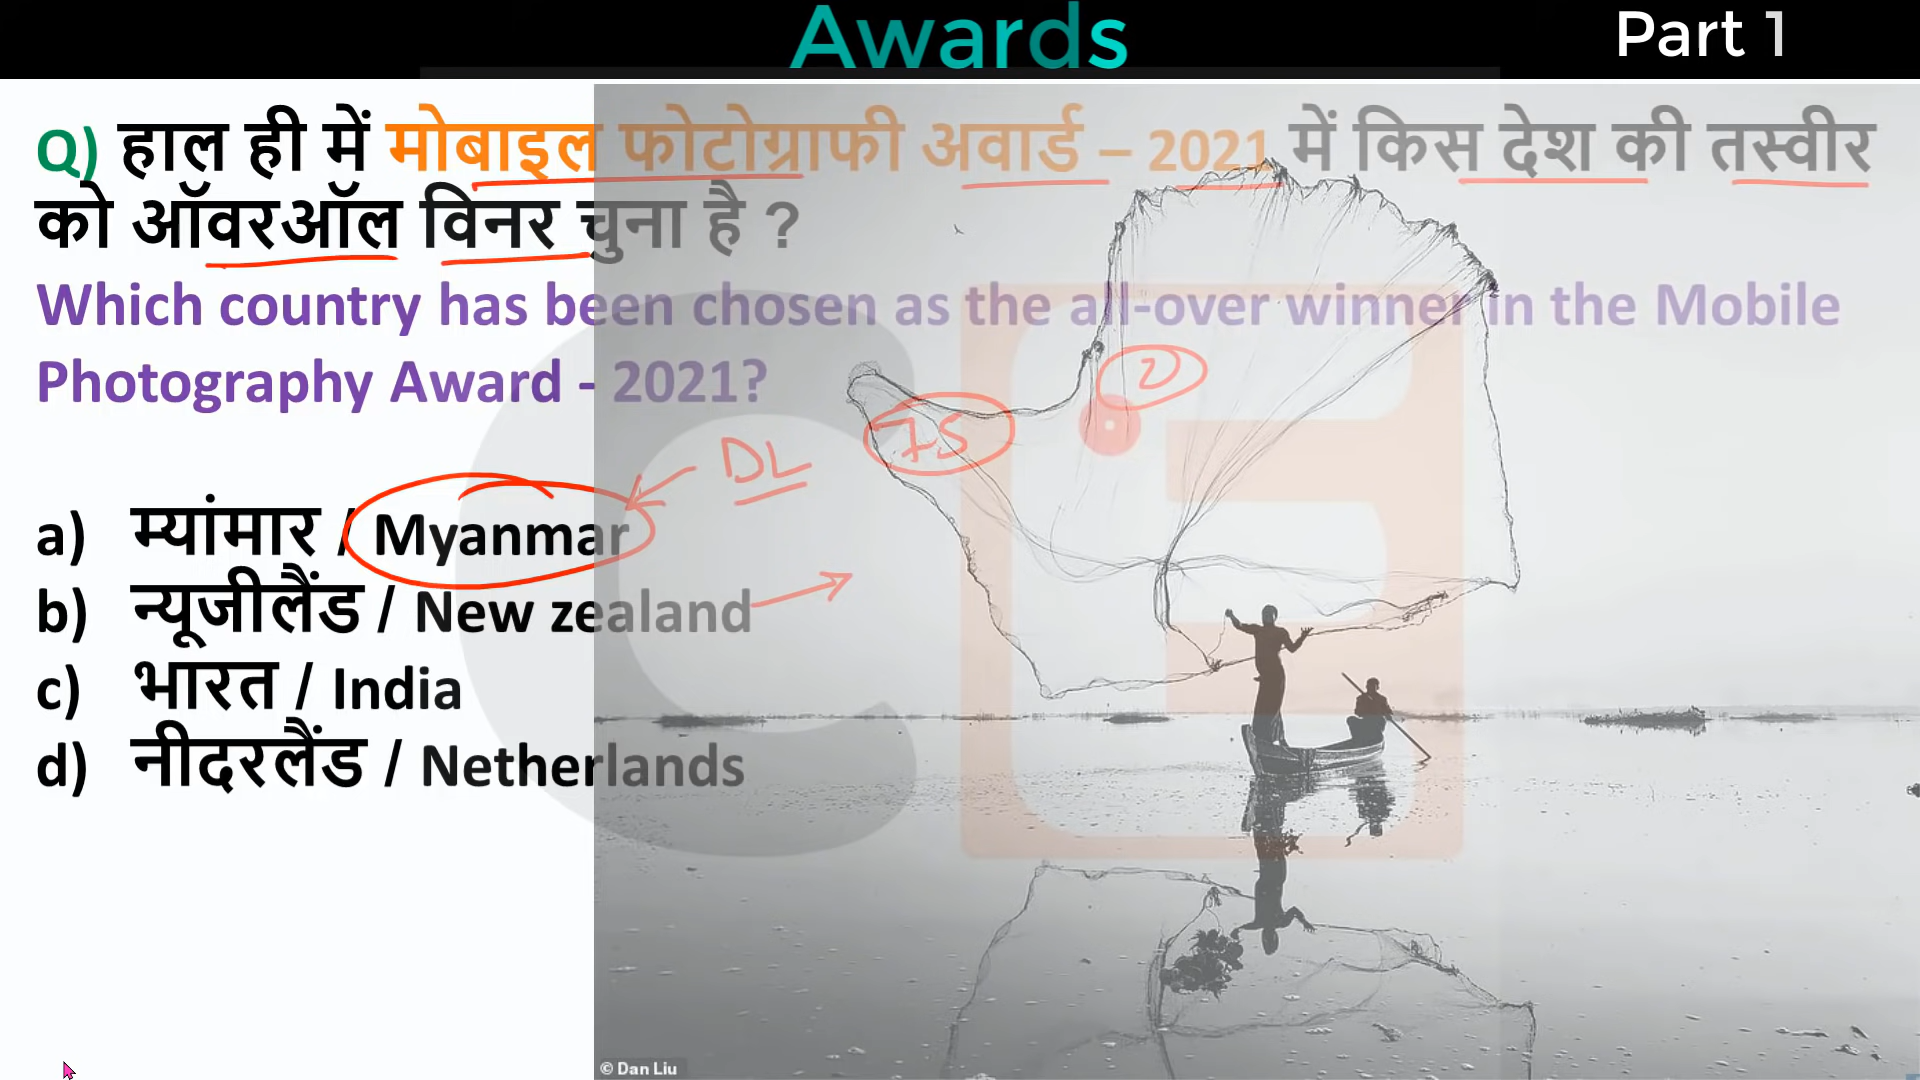 Awards
Part 1
Q) हाल ही में मोबाइल फोटोग्राफी अवार्ड – 2021 में किस देश की तस्वीर
को ऑवरऑल विनर चुना है ?
Which country has been chosen as the all-over winner in the Mobile
Photography Award - 2021?
75
DL
a) म्यांमार / Myanmar
b) न्यूजीलैंड / New zealand
c) भारत / India
d) नीदरलैंड / Netherlands
© Dan Liu